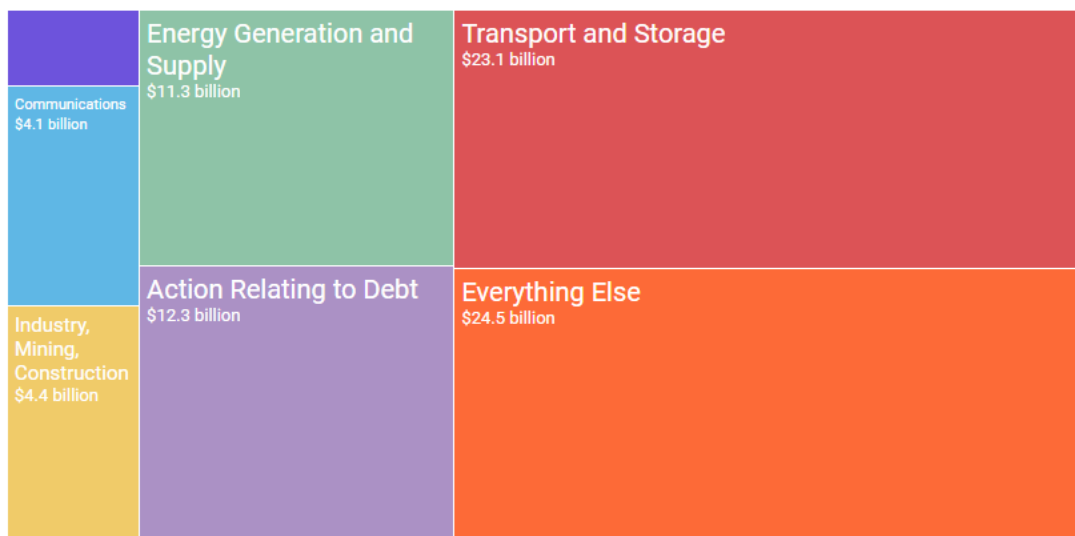 Communications
$4.1 billion
Industry,
Mining,
Construction
$4.4 billion
Energy Generation and
Supply
$11.3 billion
Action Relating to Debt
$12.3 billion
Transport and Storage
$23.1 billion
Everything Else
$24.5 billion